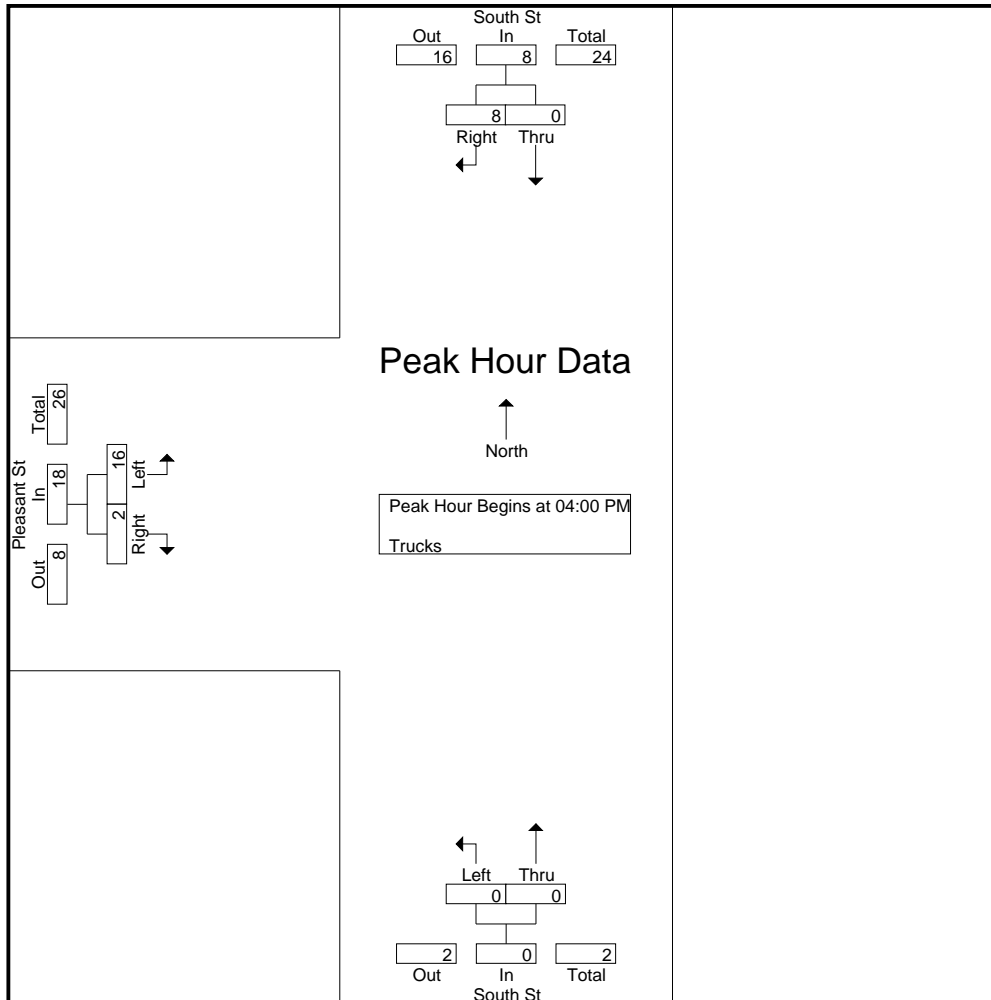 South St
Out In Total
16 8 24
8 0
Right Thru
Peak Hour Data
North
Peak Hour Begins at 04:00 PM
Trucks
Pleasant St
Out In Total
8 18 26
2 16
Right Left
Left Thru
0 0
2 0 2
Out In Total
South St